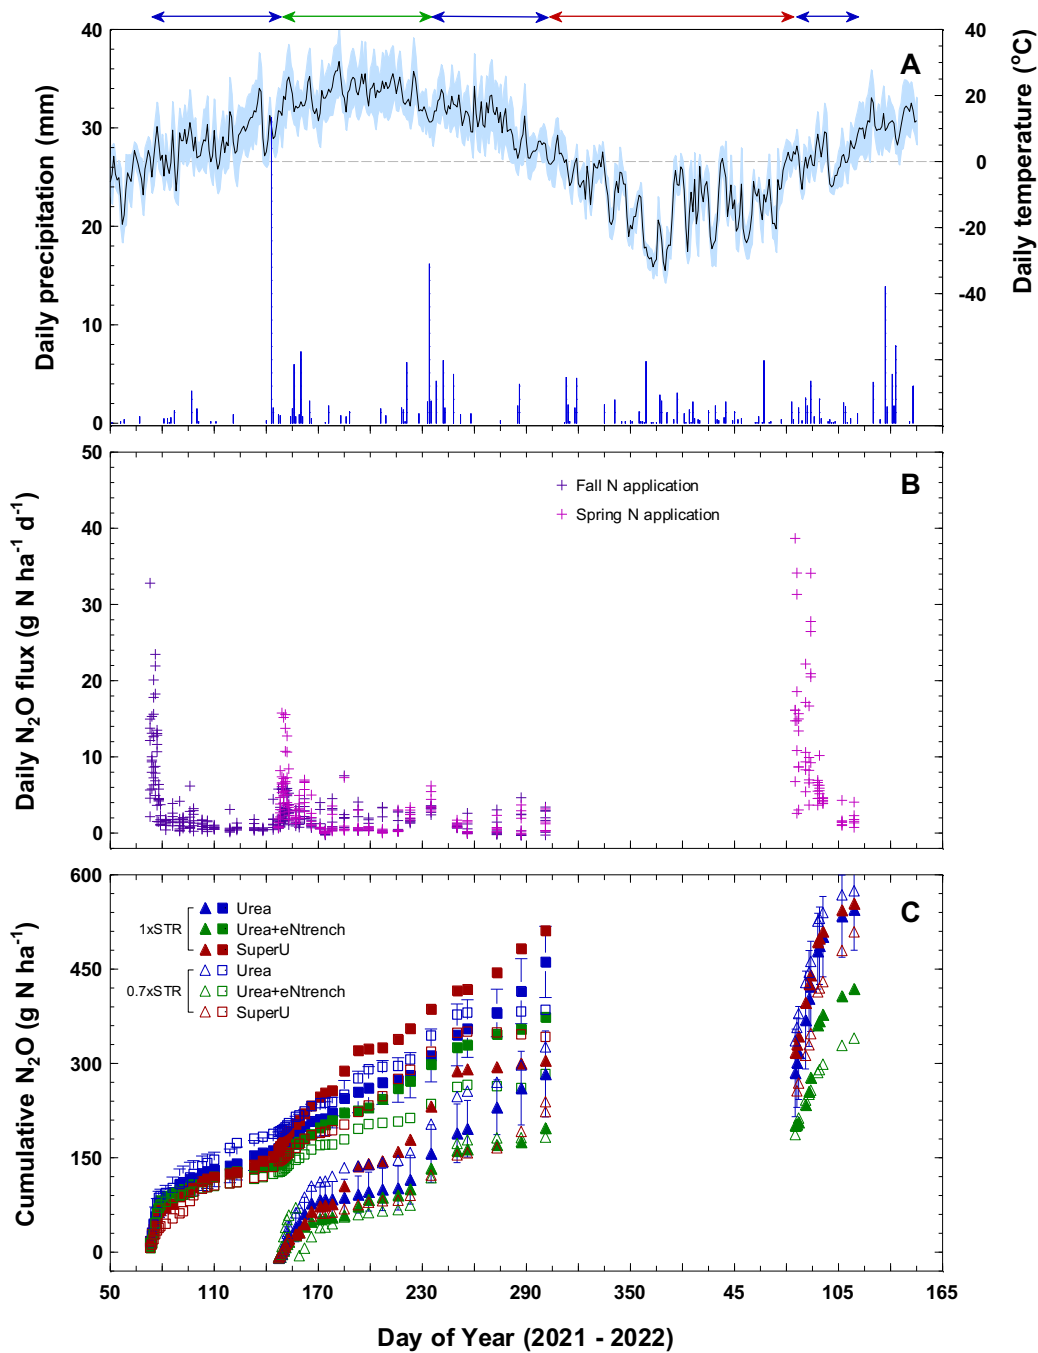 A
Daily precipitation (mm)
40
30
20
10
0
Daily temperature (°C)
40
20
0
-20
-40
B
Daily N₂O flux (g N ha⁻¹ d⁻¹)
50
40
30
20
10
0
Fall N application
Spring N application
C
Cumulative N₂O (g N ha⁻¹)
600
450
300
150
0
1xSTR
Urea
Urea+eNtrench
SuperU
0.7xSTR
Urea
Urea+eNtrench
SuperU
50 110 170 230 290 350 45 105 165
Day of Year (2021 - 2022)